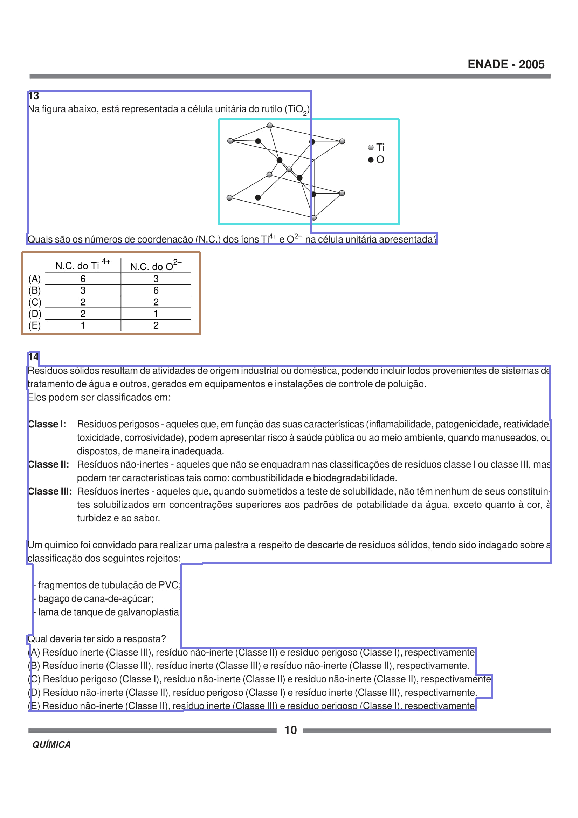 ENADE - 2005
13
Na figura abaixo, está representada a célula unitária do rutilo (TiO2)
Ti
O
Quais são os números de coordenação (N.C.) dos íons Ti4+ e O2− na célula unitária apresentada?
N.C. do Ti 4+ N.C. do O2−
(A) 6 3
(B) 3 6
(C) 2 2
(D) 2 1
(E) 1 2
14
Resíduos sólidos resultam de atividades de origem industrial ou doméstica, podendo incluir lodos provenientes de sistemas de
tratamento de água e outros, gerados em equipamentos e instalações de controle de poluição.
Eles podem ser classificados em:
Classe I: Resíduos perigosos - aqueles que, em função das suas características (inflamabilidade, patogenicidade, reatividade,
toxicidade, corrosividade), podem apresentar risco à saúde pública ou ao meio ambiente, quando manuseados, ou
dispostos, de maneira inadequada.
Classe II: Resíduos não-inertes - aqueles que não se enquadram nas classificações de resíduos classe I ou classe III, mas
podem ter características tais como: combustibilidade e biodegradabilidade.
Classe III: Resíduos inertes - aqueles que, quando submetidos a teste de solubilidade, não têm nenhum de seus constituin-
tes solubilizados em concentrações superiores aos padrões de potabilidade da água, exceto quanto à cor, à
turbidez e ao sabor.
Um químico foi convidado para realizar uma palestra a respeito de descarte de resíduos sólidos, tendo sido indagado sobre a
classificação dos seguintes rejeitos:
- fragmentos de tubulação de PVC;
- bagaço de cana-de-açúcar;
- lama de tanque de galvanoplastia.
Qual deveria ter sido a resposta?
(A) Resíduo inerte (Classe III), resíduo não-inerte (Classe II) e resíduo perigoso (Classe I), respectivamente.
(B) Resíduo inerte (Classe III), resíduo inerte (Classe III) e resíduo não-inerte (Classe II), respectivamente.
(C) Resíduo perigoso (Classe I), resíduo não-inerte (Classe II) e resíduo não-inerte (Classe II), respectivamente.
(D) Resíduo não-inerte (Classe II), resíduo perigoso (Classe I) e resíduo inerte (Classe III), respectivamente.
(E) Resíduo não-inerte (Classe II), resíduo inerte (Classe III) e resíduo perigoso (Classe I), respectivamente.
10
QUÍMICA